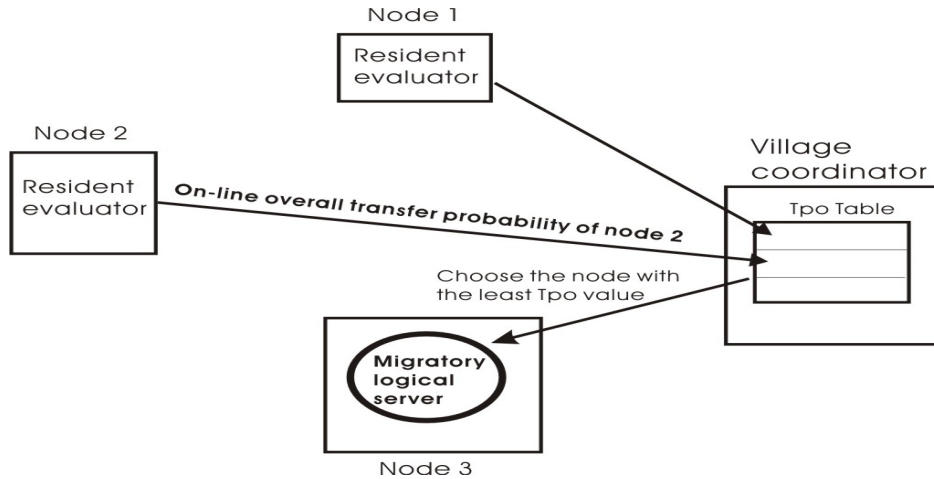 Node 1
Resident
evaluator
Node 2
Resident
evaluator
On-line overall transfer probability of node 2
Village
coordinator
Tpo Table
Choose the node with
the least Tpo value
Migratory
logical
server
Node 3